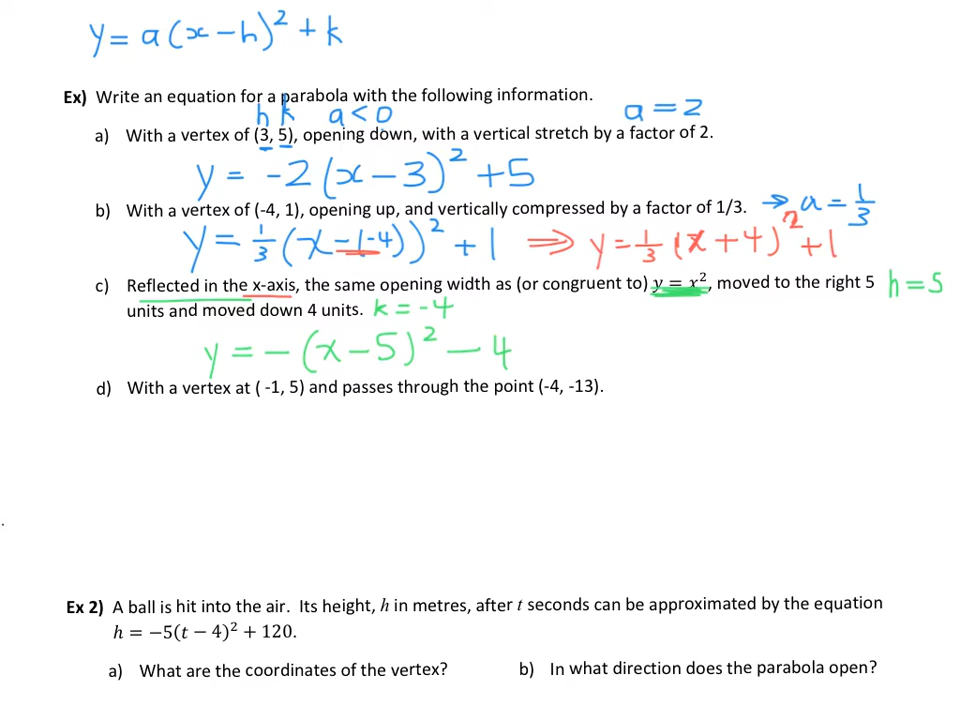 y = a(x - h)² + k
Ex) Write an equation for a parabola with the following information.
h k a < 0 a = 2
a) With a vertex of (3, 5), opening down, with a vertical stretch by a factor of 2.
y = -2(x - 3)² + 5
b) With a vertex of (-4, 1), opening up, and vertically compressed by a factor of 1/3. → a = 1/3
y = 1/3(x - (-4))² + 1 ⇒ y = 1/3(x + 4)² + 1
c) Reflected in the x-axis, the same opening width as (or congruent to) y = x², moved to the right 5 h = 5
units and moved down 4 units. k = -4
y = -(x - 5)² - 4
d) With a vertex at ( -1, 5) and passes through the point (-4, -13).
Ex 2) A ball is hit into the air. Its height, h in metres, after t seconds can be approximated by the equation
h = −5(t − 4)² + 120.
a) What are the coordinates of the vertex? b) In what direction does the parabola open?